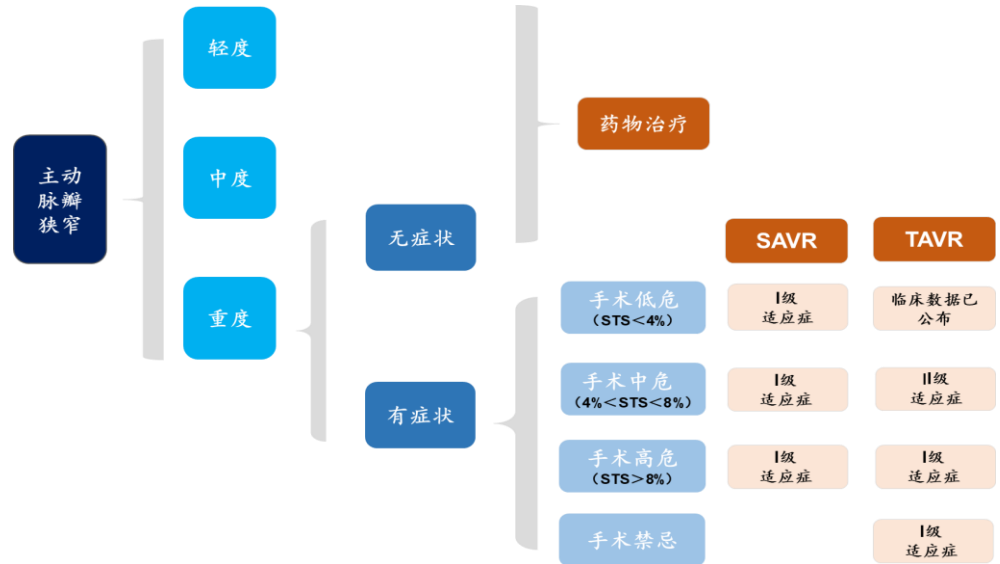 主动
脉瓣
狭窄
轻度
中度
重度
无症状
有症状
药物治疗
SAVR
TAVR
手术低危
（STS＜4%）
I级
适应症
临床数据已
公布
手术中危
（4%＜STS＜8%）
I级
适应症
II级
适应症
手术高危
（STS＞8%）
I级
适应症
I级
适应症
手术禁忌
I级
适应症